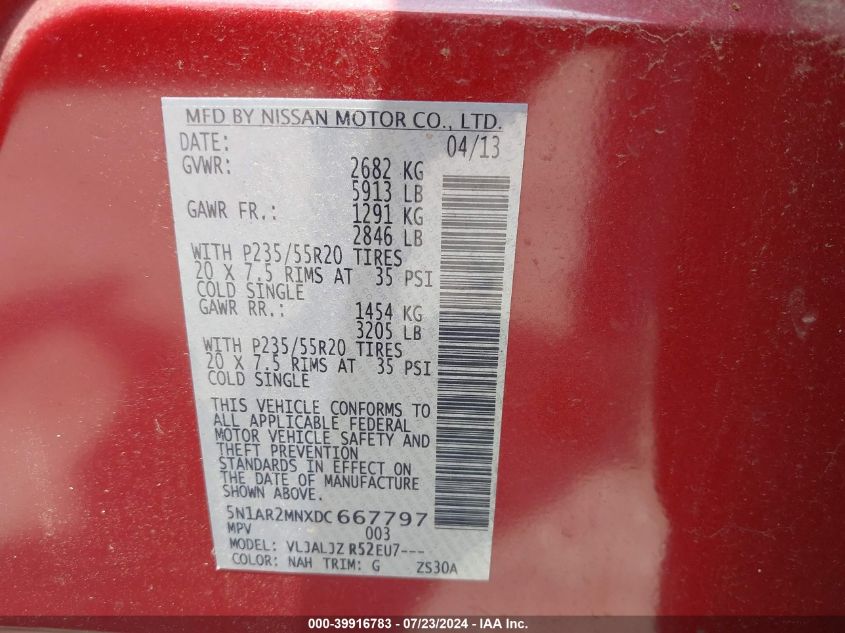 MFD BY NISSAN MOTOR CO., LTD.
DATE: 04/13
GVWR: 2682 KG
5913 LB
GAWR FR.: 1291 KG
2846 LB
WITH P235/55R20 TIRES
20 X 7.5 RIMS AT 35 PSI
COLD SINGLE
GAWR RR.: 1454 KG
3205 LB
WITH P235/55R20 TIRES
20 X 7.5 RIMS AT 35 PSI
COLD SINGLE
THIS VEHICLE CONFORMS TO
ALL APPLICABLE FEDERAL
MOTOR VEHICLE SAFETY AND
THEFT PREVENTION
STANDARDS IN EFFECT ON
THE DATE OF MANUFACTURE
SHOWN ABOVE.
5N1AR2MNXDC667797
MPV 003
MODEL: VLJALJZ R52EU7---
COLOR: NAH TRIM: G ZS30A
000-39916783 / 07/23/2024 - IAA Inc.